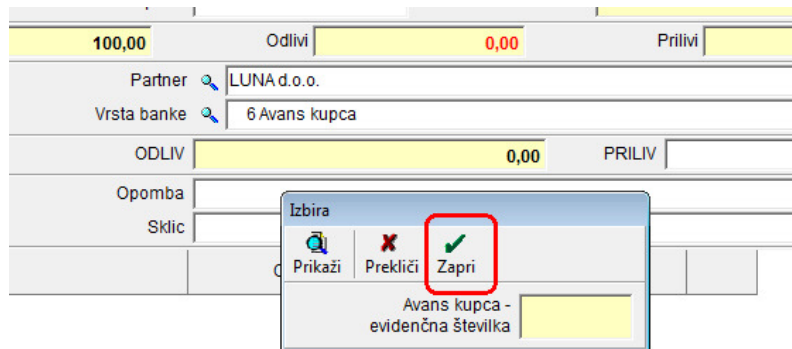 100,00 Odlivi 0,00 Prilivi
Partner LUNA d.o.o.
Vrsta banke 6 Avans kupca
ODLIV 0,00 PRILIV
Opomba
Sklic
Izbira
Prikaži Prekliči Zapri
Avans kupca -
evidenčna številka